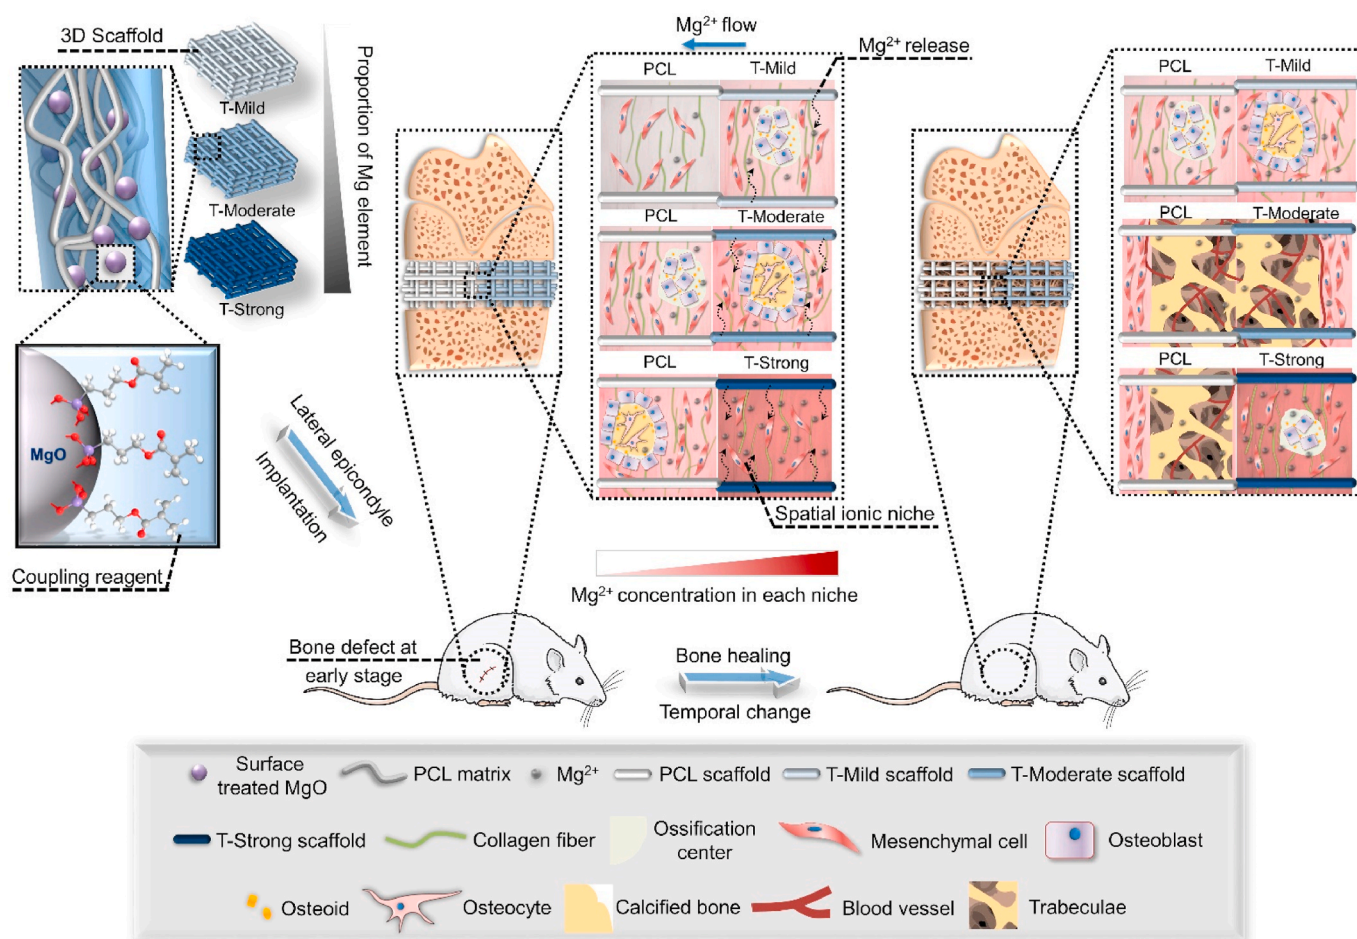 3D Scaffold
T-Mild
T-Moderate
T-Strong
Proportion of Mg element
MgO
Coupling reagent
Lateral epicondyle
Implantation
Mg²⁺ flow
Mg²⁺ release
PCL
T-Mild
PCL
T-Moderate
PCL
T-Strong
Spatial ionic niche
Mg²⁺ concentration in each niche
PCL
T-Mild
PCL
T-Moderate
PCL
T-Strong
Bone defect at
early stage
Bone healing
Temporal change
Surface
treated MgO
PCL matrix
Mg²⁺
PCL scaffold
T-Mild scaffold
T-Moderate scaffold
T-Strong scaffold
Collagen fiber
Ossification
center
Mesenchymal cell
Osteoblast
Osteoid
Osteocyte
Calcified bone
Blood vessel
Trabeculae